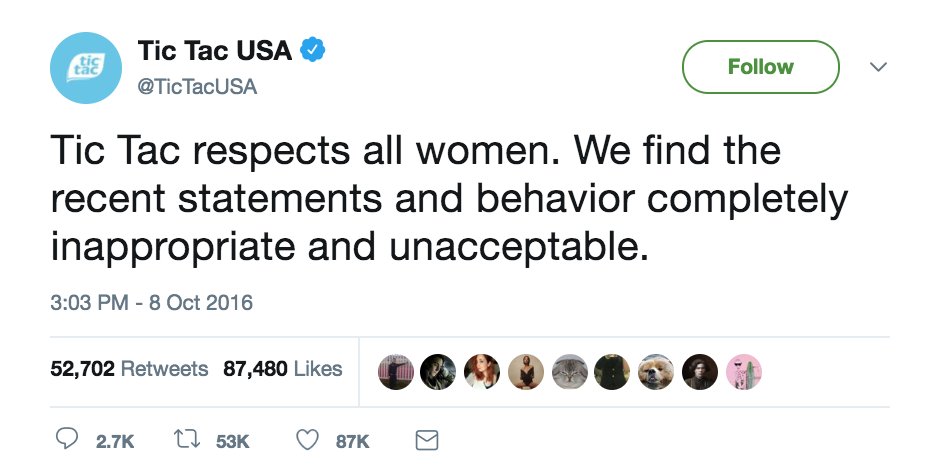 tic
tac
Tic Tac USA
@TicTacUSA
Follow
Tic Tac respects all women. We find the
recent statements and behavior completely
inappropriate and unacceptable.
3:03 PM - 8 Oct 2016
52,702 Retweets 87,480 Likes
2.7K 53K 87K